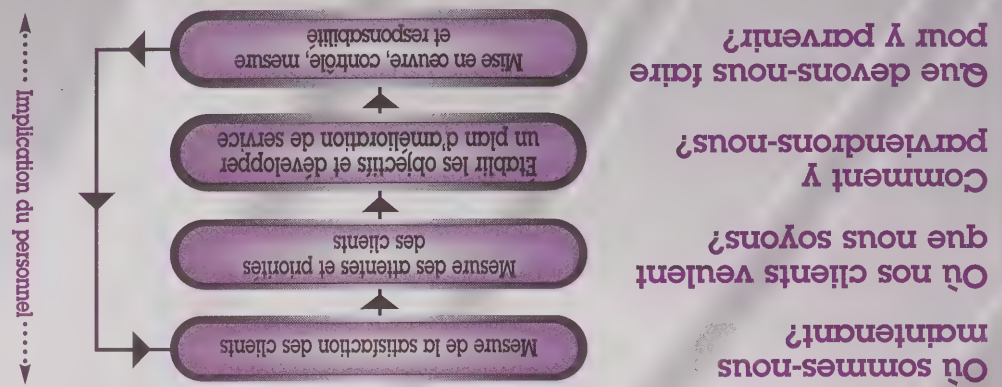 Où sommes-nous
maintenant?
Mesure de la satisfaction des clients
Où nos clients veulent
que nous soyons?
Mesure des attentes et priorités
des clients
Comment y
parviendrons-nous?
Établir les objectifs et développer
un plan d'amélioration de service
Que devons-nous faire
pour y parvenir?
Mise en œuvre, contrôle, mesure
et responsabilité
Implication du personnel